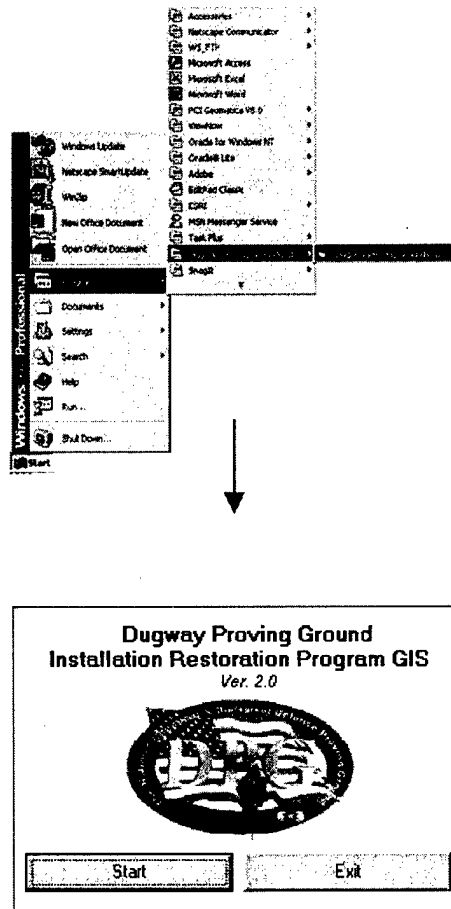 Accessories
Netscape Communicator
WS_FTP
Microsoft Access
Microsoft Excel
Microsoft Word
PCI Geomatica V8.0
ViewNow
Oracle for Windows NT
Oracle8 Lite
Adobe
EditPad Classic
ESRI
MSN Messenger Service
Task Plus
SnagIt
Windows Update
Netscape SmartUpdate
WinZip
New Office Document
Open Office Document
Documents
Settings
Search
Help
Run...
Shut Down...
Windows Professional
Start
Dugway Proving Ground
Installation Restoration Program GIS
Ver. 2.0
DPG
Start
Exit